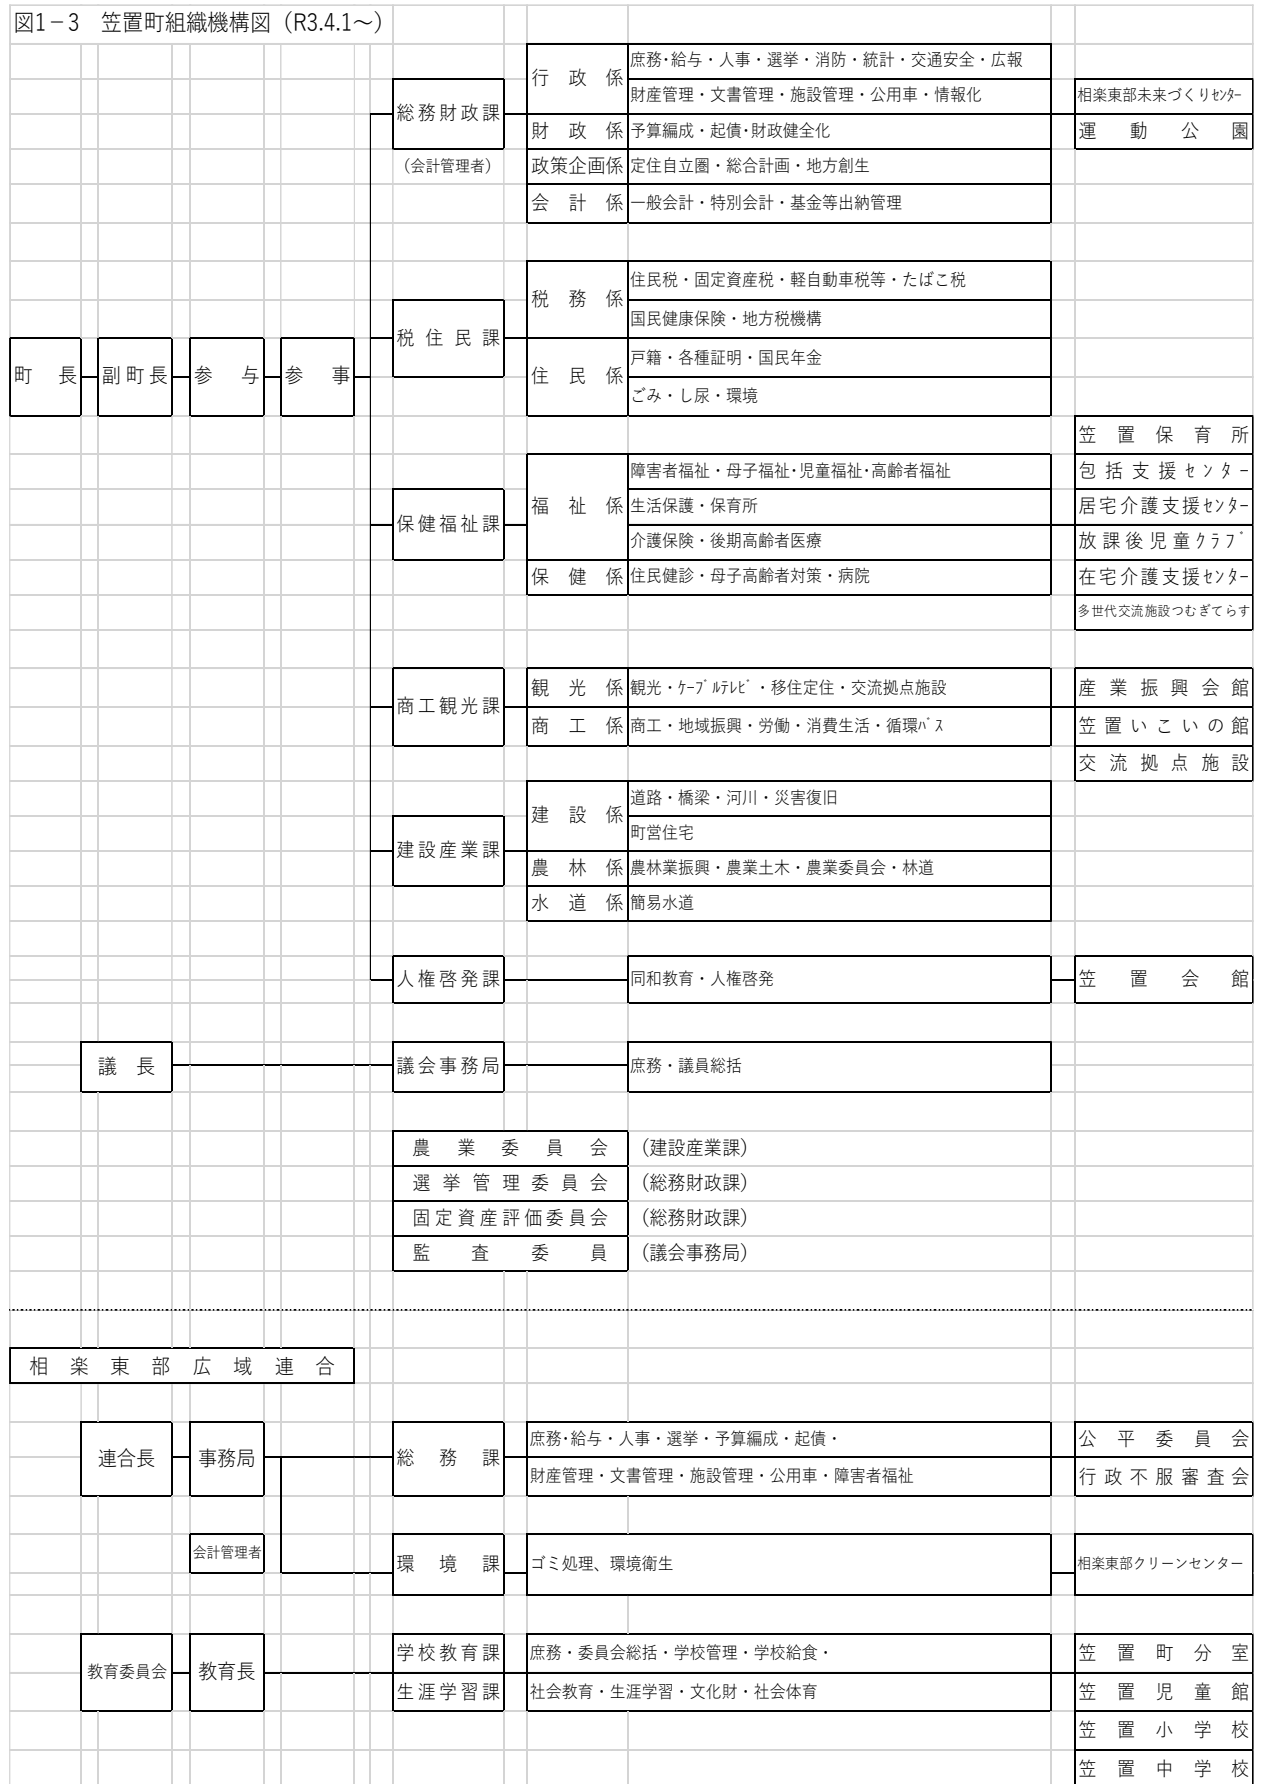 図1－3　笠置町組織機構図（R3.4.1～）
町長
副町長
参与
参事
総務財政課
（会計管理者）
行政係
庶務・給与・人事・選挙・消防・統計・交通安全・広報
財産管理・文書管理・施設管理・公用車・情報化
財政係
予算編成・起債・財政健全化
政策企画係
定住自立圏・総合計画・地方創生
会計係
一般会計・特別会計・基金等出納管理
相楽東部未来づくりｾﾝﾀｰ
運動公園
税住民課
税務係
住民税・固定資産税・軽自動車税等・たばこ税
国民健康保険・地方税機構
住民係
戸籍・各種証明・国民年金
ごみ・し尿・環境
保健福祉課
福祉係
障害者福祉・母子福祉・児童福祉・高齢者福祉
生活保護・保育所
介護保険・後期高齢者医療
保健係
住民健診・母子高齢者対策・病院
笠置保育所
包括支援ｾﾝﾀｰ
居宅介護支援ｾﾝﾀｰ
放課後児童ｸﾗﾌﾞ
在宅介護支援ｾﾝﾀｰ
多世代交流施設つむぎてらす
商工観光課
観光係
観光・ｹｰﾌﾞﾙﾃﾚﾋﾞ・移住定住・交流拠点施設
商工係
商工・地域振興・労働・消費生活・循環ﾊﾞｽ
産業振興会館
笠置いこいの館
交流拠点施設
建設産業課
建設係
道路・橋梁・河川・災害復旧
町営住宅
農林係
農林業振興・農業土木・農業委員会・林道
水道係
簡易水道
人権啓発課
同和教育・人権啓発
笠置会館
議長
議会事務局
庶務・議員総括
農業委員会
（建設産業課）
選挙管理委員会
（総務財政課）
固定資産評価委員会
（総務財政課）
監査委員
（議会事務局）
相楽東部広域連合
連合長
事務局
会計管理者
総務課
庶務・給与・人事・選挙・予算編成・起債・
財産管理・文書管理・施設管理・公用車・障害者福祉
公平委員会
行政不服審査会
環境課
ゴミ処理、環境衛生
相楽東部クリーンセンター
教育委員会
教育長
学校教育課
庶務・委員会総括・学校管理・学校給食・
生涯学習課
社会教育・生涯学習・文化財・社会体育
笠置町分室
笠置児童館
笠置小学校
笠置中学校